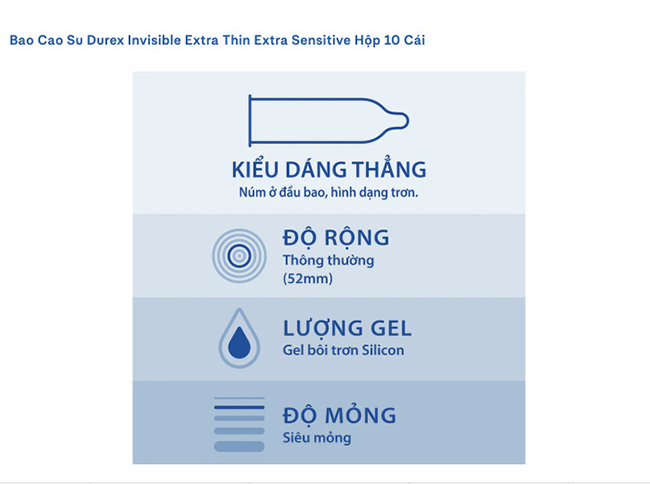 Bao Cao Su Durex Invisible Extra Thin Extra Sensitive Hộp 10 Cái
KIỂU DÁNG THẲNG
Núm ở đầu bao, hình dạng trơn.
ĐỘ RỘNG
Thông thường
(52mm)
LƯỢNG GEL
Gel bôi trơn Silicon
ĐỘ MỎNG
Siêu mỏng